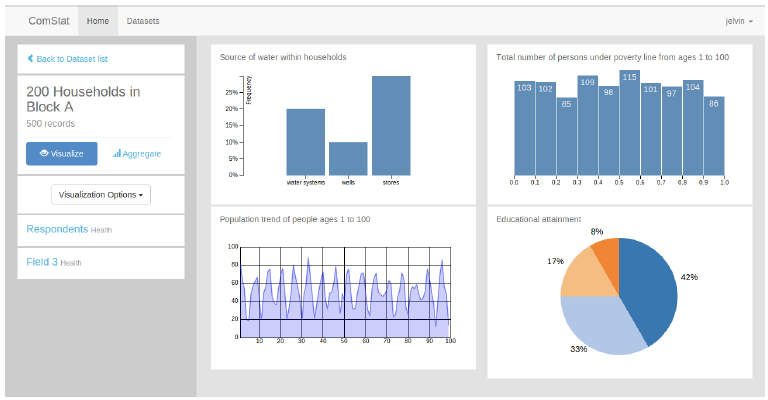 ComStat Home Datasets jelvin
Back to Dataset list
200 Households in
Block A
500 records
Visualize Aggregate
Visualization Options
Respondents Health
Field 3 Health
Source of water within households
Frequency
25%
20%
15%
10%
5%
0%
water systems wells stores
Total number of persons under poverty line from ages 1 to 100
103 102 85 109 98 115 101 97 104 86
0.0 0.1 0.2 0.3 0.4 0.5 0.6 0.7 0.8 0.9 1.0
Population trend of people ages 1 to 100
100
80
60
40
20
0
10 20 30 40 50 60 70 80 90 100
Educational attainment
8%
17%
42%
33%